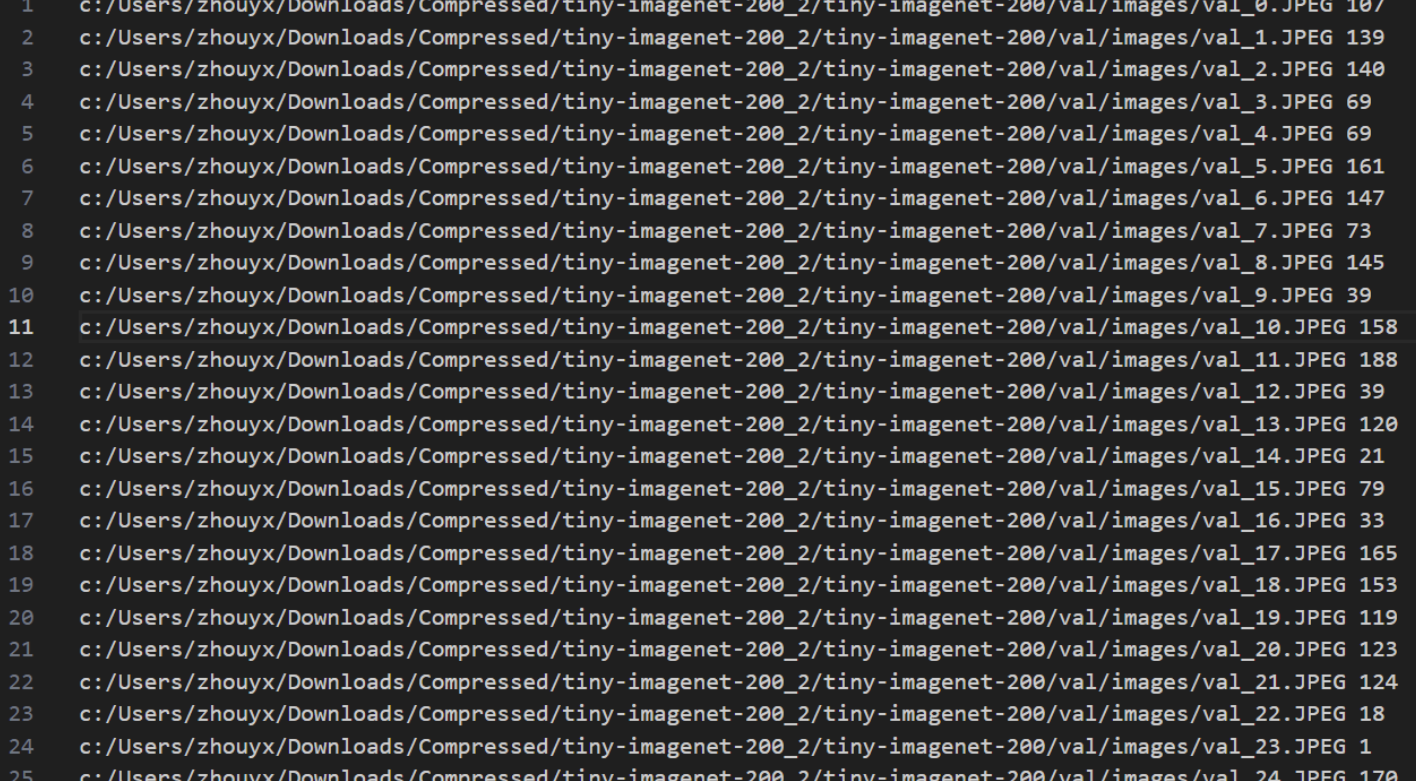 1 c:/Users/zhouyx/Downloads/Compressed/tiny-imagenet-200_2/tiny-imagenet-200/val/images/val_0.JPEG 107
2 c:/Users/zhouyx/Downloads/Compressed/tiny-imagenet-200_2/tiny-imagenet-200/val/images/val_1.JPEG 139
3 c:/Users/zhouyx/Downloads/Compressed/tiny-imagenet-200_2/tiny-imagenet-200/val/images/val_2.JPEG 140
4 c:/Users/zhouyx/Downloads/Compressed/tiny-imagenet-200_2/tiny-imagenet-200/val/images/val_3.JPEG 69
5 c:/Users/zhouyx/Downloads/Compressed/tiny-imagenet-200_2/tiny-imagenet-200/val/images/val_4.JPEG 69
6 c:/Users/zhouyx/Downloads/Compressed/tiny-imagenet-200_2/tiny-imagenet-200/val/images/val_5.JPEG 161
7 c:/Users/zhouyx/Downloads/Compressed/tiny-imagenet-200_2/tiny-imagenet-200/val/images/val_6.JPEG 147
8 c:/Users/zhouyx/Downloads/Compressed/tiny-imagenet-200_2/tiny-imagenet-200/val/images/val_7.JPEG 73
9 c:/Users/zhouyx/Downloads/Compressed/tiny-imagenet-200_2/tiny-imagenet-200/val/images/val_8.JPEG 145
10 c:/Users/zhouyx/Downloads/Compressed/tiny-imagenet-200_2/tiny-imagenet-200/val/images/val_9.JPEG 39
11 c:/Users/zhouyx/Downloads/Compressed/tiny-imagenet-200_2/tiny-imagenet-200/val/images/val_10.JPEG 158
12 c:/Users/zhouyx/Downloads/Compressed/tiny-imagenet-200_2/tiny-imagenet-200/val/images/val_11.JPEG 188
13 c:/Users/zhouyx/Downloads/Compressed/tiny-imagenet-200_2/tiny-imagenet-200/val/images/val_12.JPEG 39
14 c:/Users/zhouyx/Downloads/Compressed/tiny-imagenet-200_2/tiny-imagenet-200/val/images/val_13.JPEG 120
15 c:/Users/zhouyx/Downloads/Compressed/tiny-imagenet-200_2/tiny-imagenet-200/val/images/val_14.JPEG 21
16 c:/Users/zhouyx/Downloads/Compressed/tiny-imagenet-200_2/tiny-imagenet-200/val/images/val_15.JPEG 79
17 c:/Users/zhouyx/Downloads/Compressed/tiny-imagenet-200_2/tiny-imagenet-200/val/images/val_16.JPEG 33
18 c:/Users/zhouyx/Downloads/Compressed/tiny-imagenet-200_2/tiny-imagenet-200/val/images/val_17.JPEG 165
19 c:/Users/zhouyx/Downloads/Compressed/tiny-imagenet-200_2/tiny-imagenet-200/val/images/val_18.JPEG 153
20 c:/Users/zhouyx/Downloads/Compressed/tiny-imagenet-200_2/tiny-imagenet-200/val/images/val_19.JPEG 119
21 c:/Users/zhouyx/Downloads/Compressed/tiny-imagenet-200_2/tiny-imagenet-200/val/images/val_20.JPEG 123
22 c:/Users/zhouyx/Downloads/Compressed/tiny-imagenet-200_2/tiny-imagenet-200/val/images/val_21.JPEG 124
23 c:/Users/zhouyx/Downloads/Compressed/tiny-imagenet-200_2/tiny-imagenet-200/val/images/val_22.JPEG 18
24 c:/Users/zhouyx/Downloads/Compressed/tiny-imagenet-200_2/tiny-imagenet-200/val/images/val_23.JPEG 1
25 c:/Users/zhouyx/Downloads/Compressed/tiny-imagenet-200_2/tiny-imagenet-200/val/images/val_24.JPEG 170